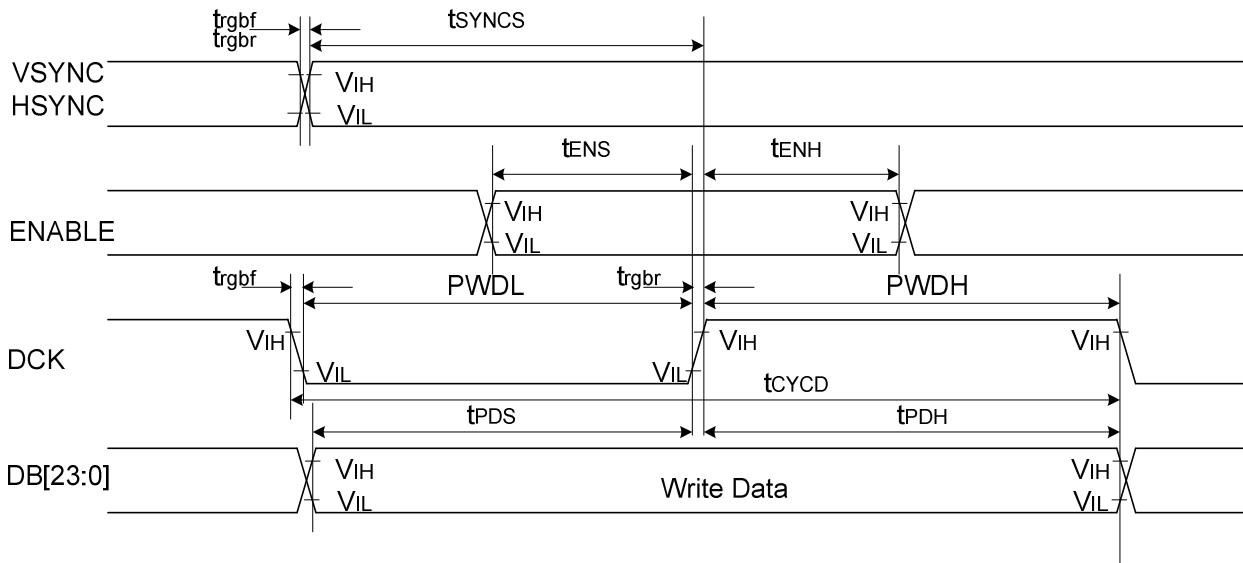 trgbf
trgbr
tSYNCS
VSYNC
HSYNC
VIH
VIL
tENS
tENH
ENABLE
VIH
VIL
VIH
VIL
trgbf
PWDL
trgbr
PWDH
DCK
VIH
VIL
VIL
VIH
VIH
tCYCD
tPDS
tPDH
DB[23:0]
VIH
VIL
Write Data
VIH
VIL